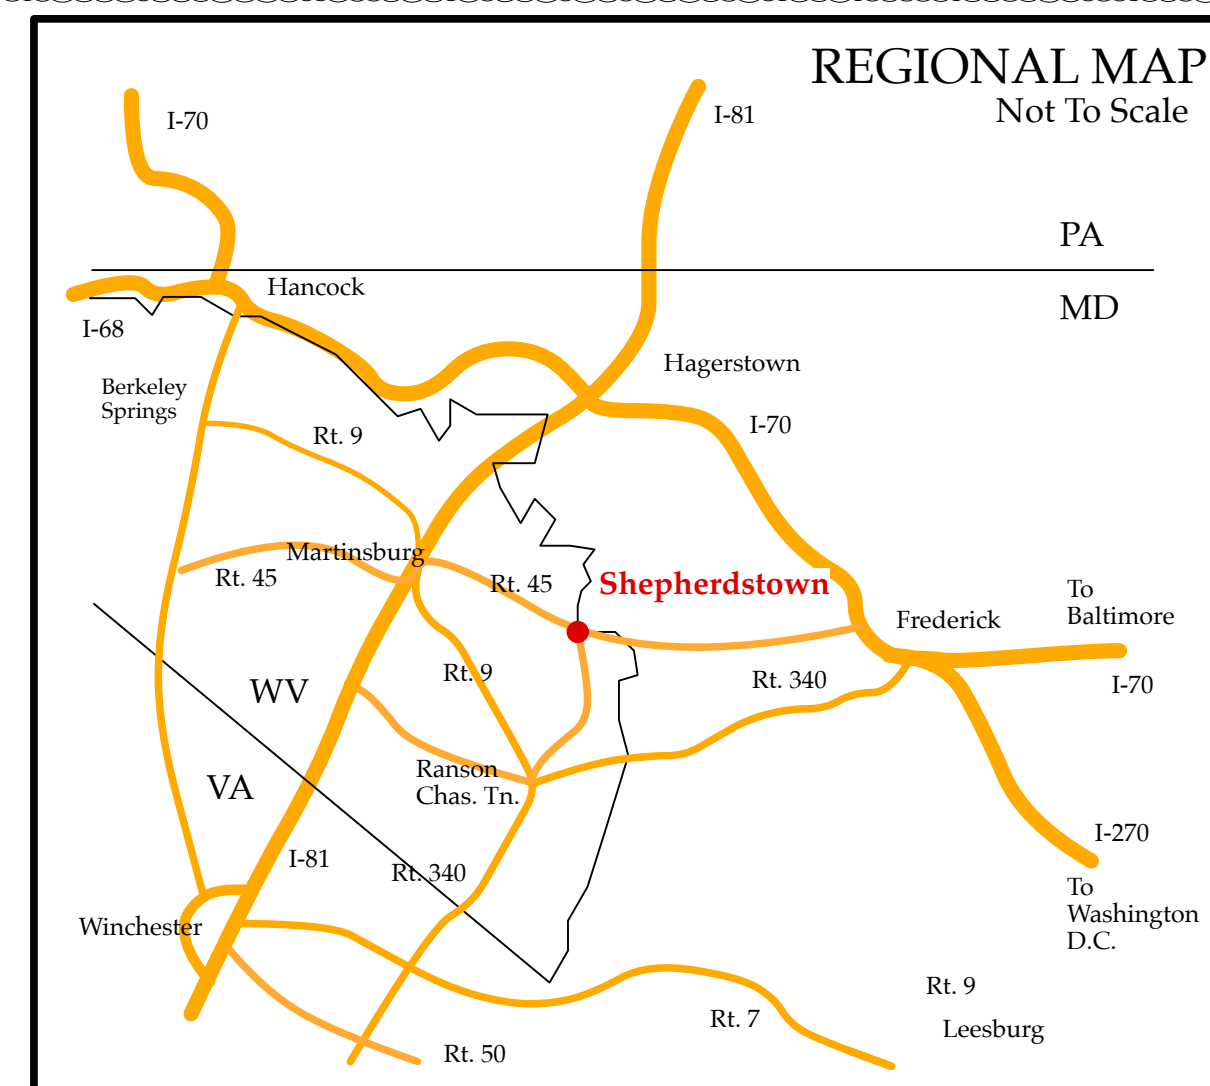 REGIONAL MAP
Not To Scale
I-70
I-81
PA
MD
Hancock
I-68
Hagerstown
Berkeley
Springs
Rt. 9
I-70
Martinsburg
Rt. 45
Rt. 45
Shepherdstown
To
Baltimore
Frederick
Rt. 9
Rt. 340
I-70
WV
VA
Ranson
Chas. Tn.
I-270
I-81
Rt. 340
To
Washington
D.C.
Winchester
Rt. 9
Rt. 7
Leesburg
Rt. 50